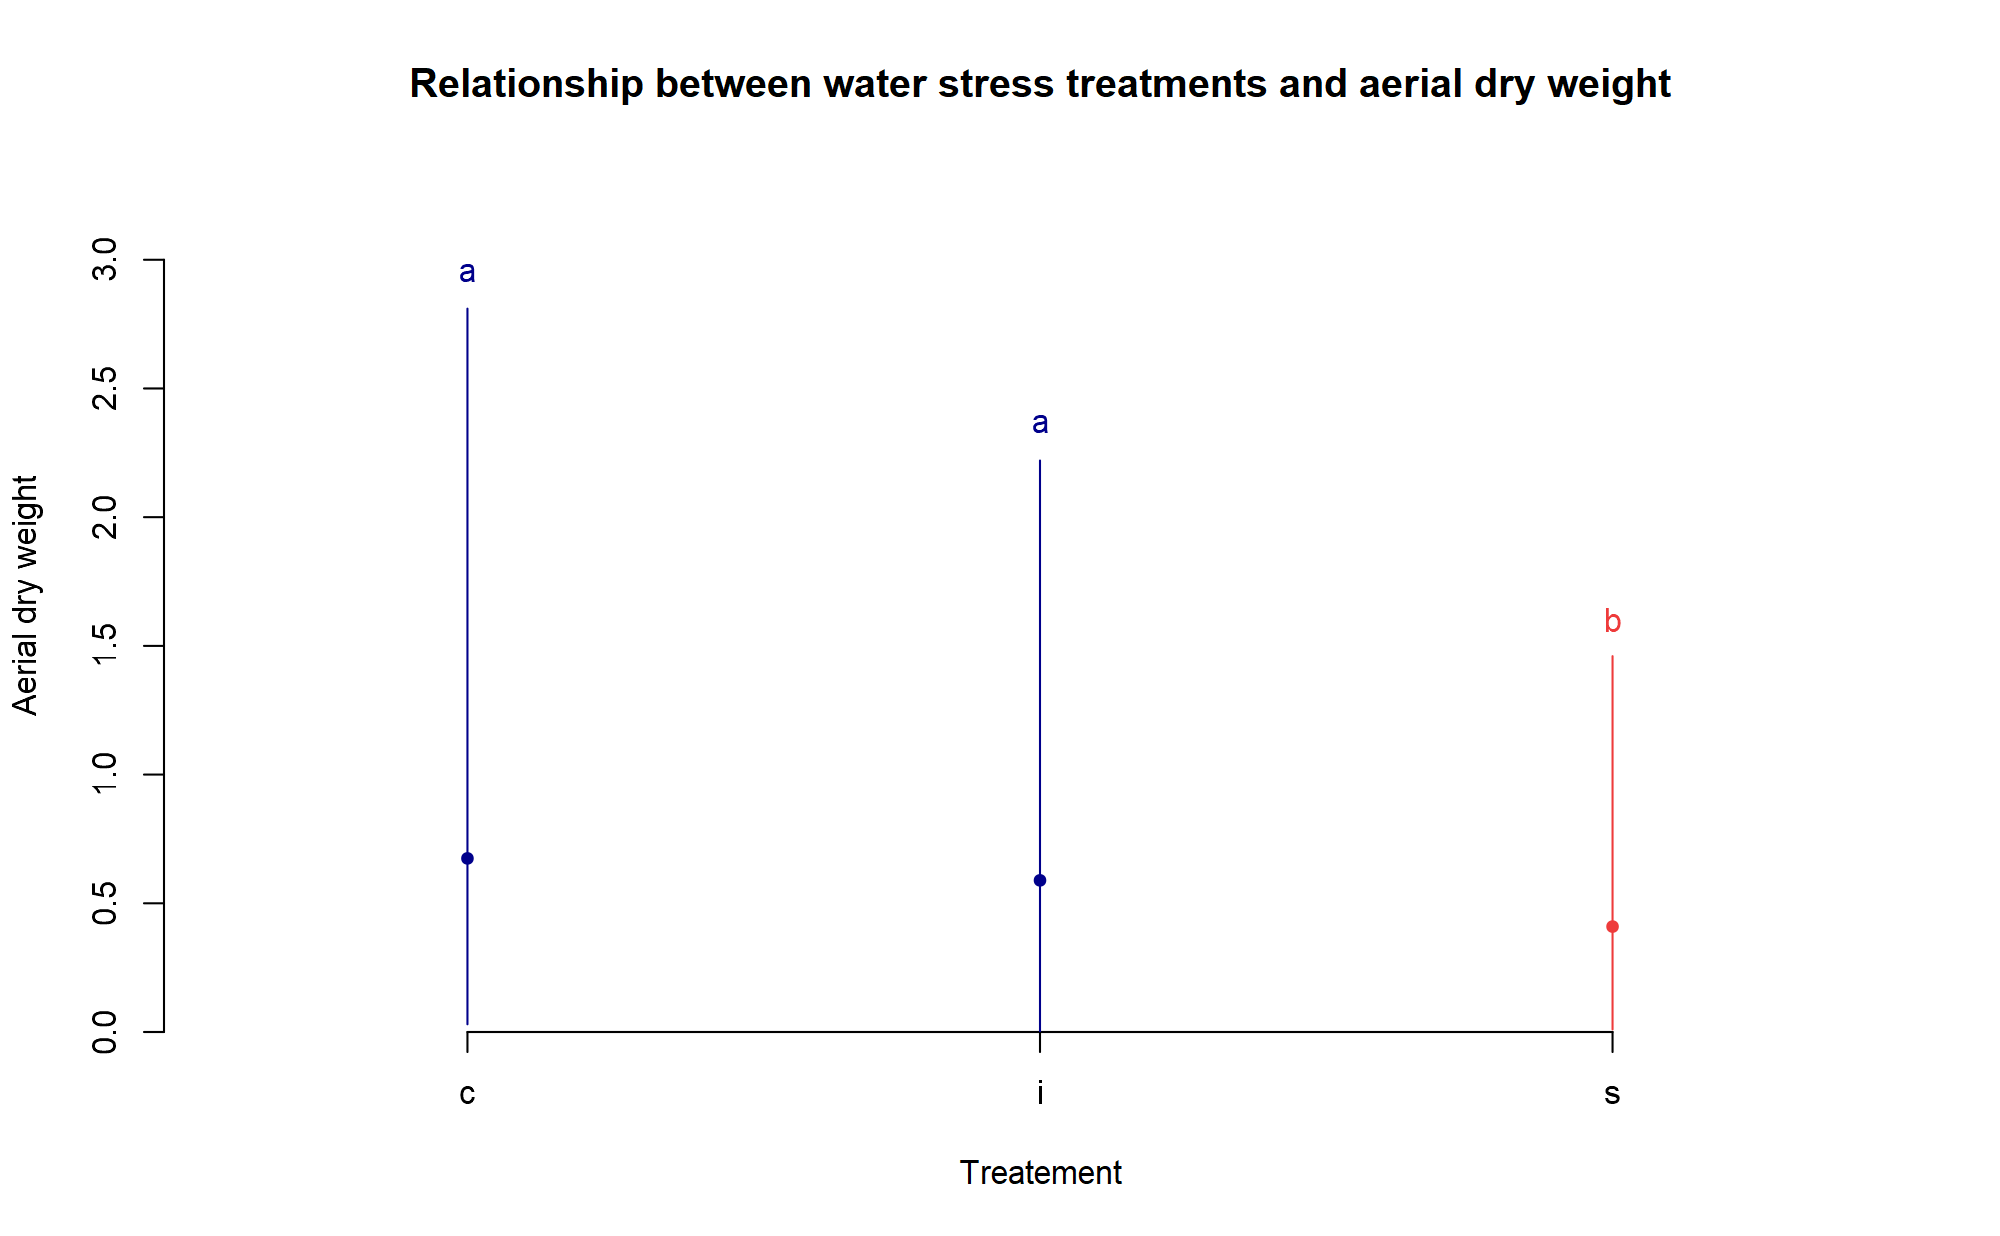 Relationship between water stress treatments and aerial dry weight
3.0
2.5
2.0
1.5
1.0
0.5
0.0
Aerial dry weight
a
a
b
c
i
s
Treatement